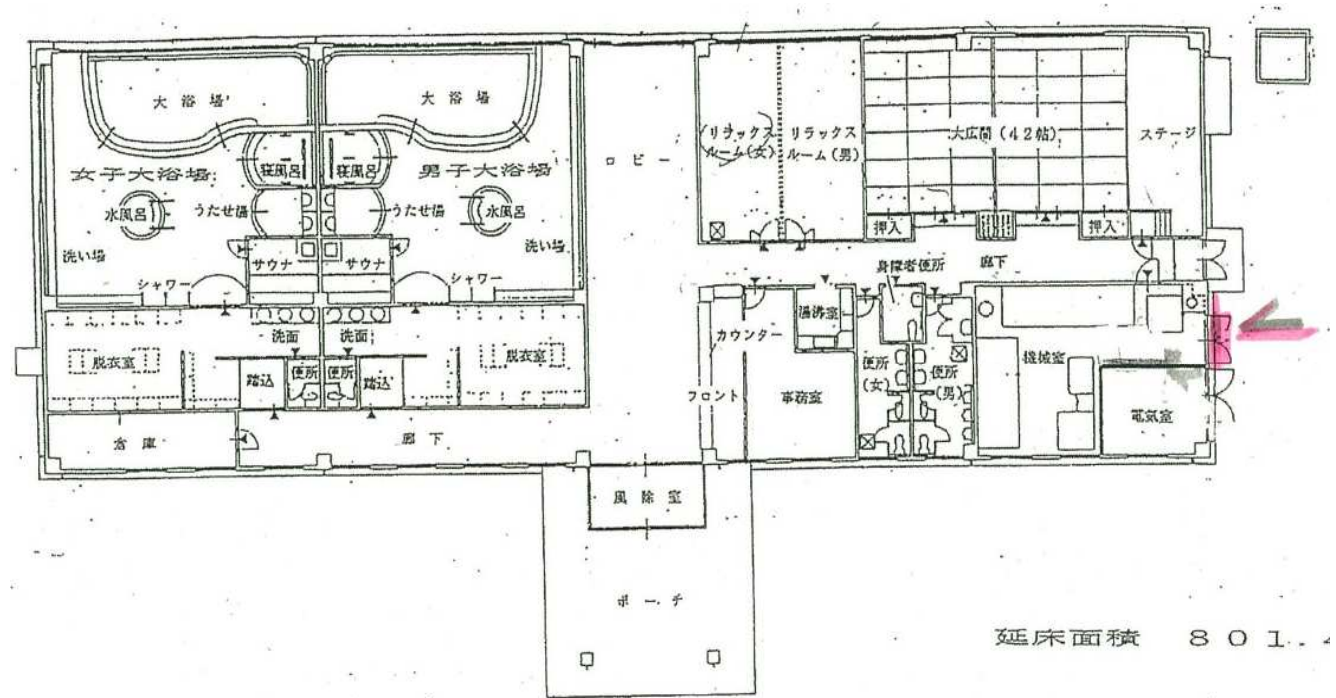 大浴場
大浴場
女子大浴場
寝風呂
寝風呂
男子大浴場
水風呂
うたせ湯
うたせ湯
水風呂
洗い場
サウナ
サウナ
洗い場
シャワー
シャワー
ロビー
リラックス
ルーム(女)
リラックス
ルーム(男)
大広間(42帖)
ステージ
押入
押入
身障者便所
廊下
脱衣室
洗面
洗面
脱衣室
踏込
便所
便所
踏込
倉庫
廊下
カウンター
フロント
湯沸室
事務室
便所
(女)
便所
(男)
機械室
電気室
風除室
ポーチ
延床面積 801.